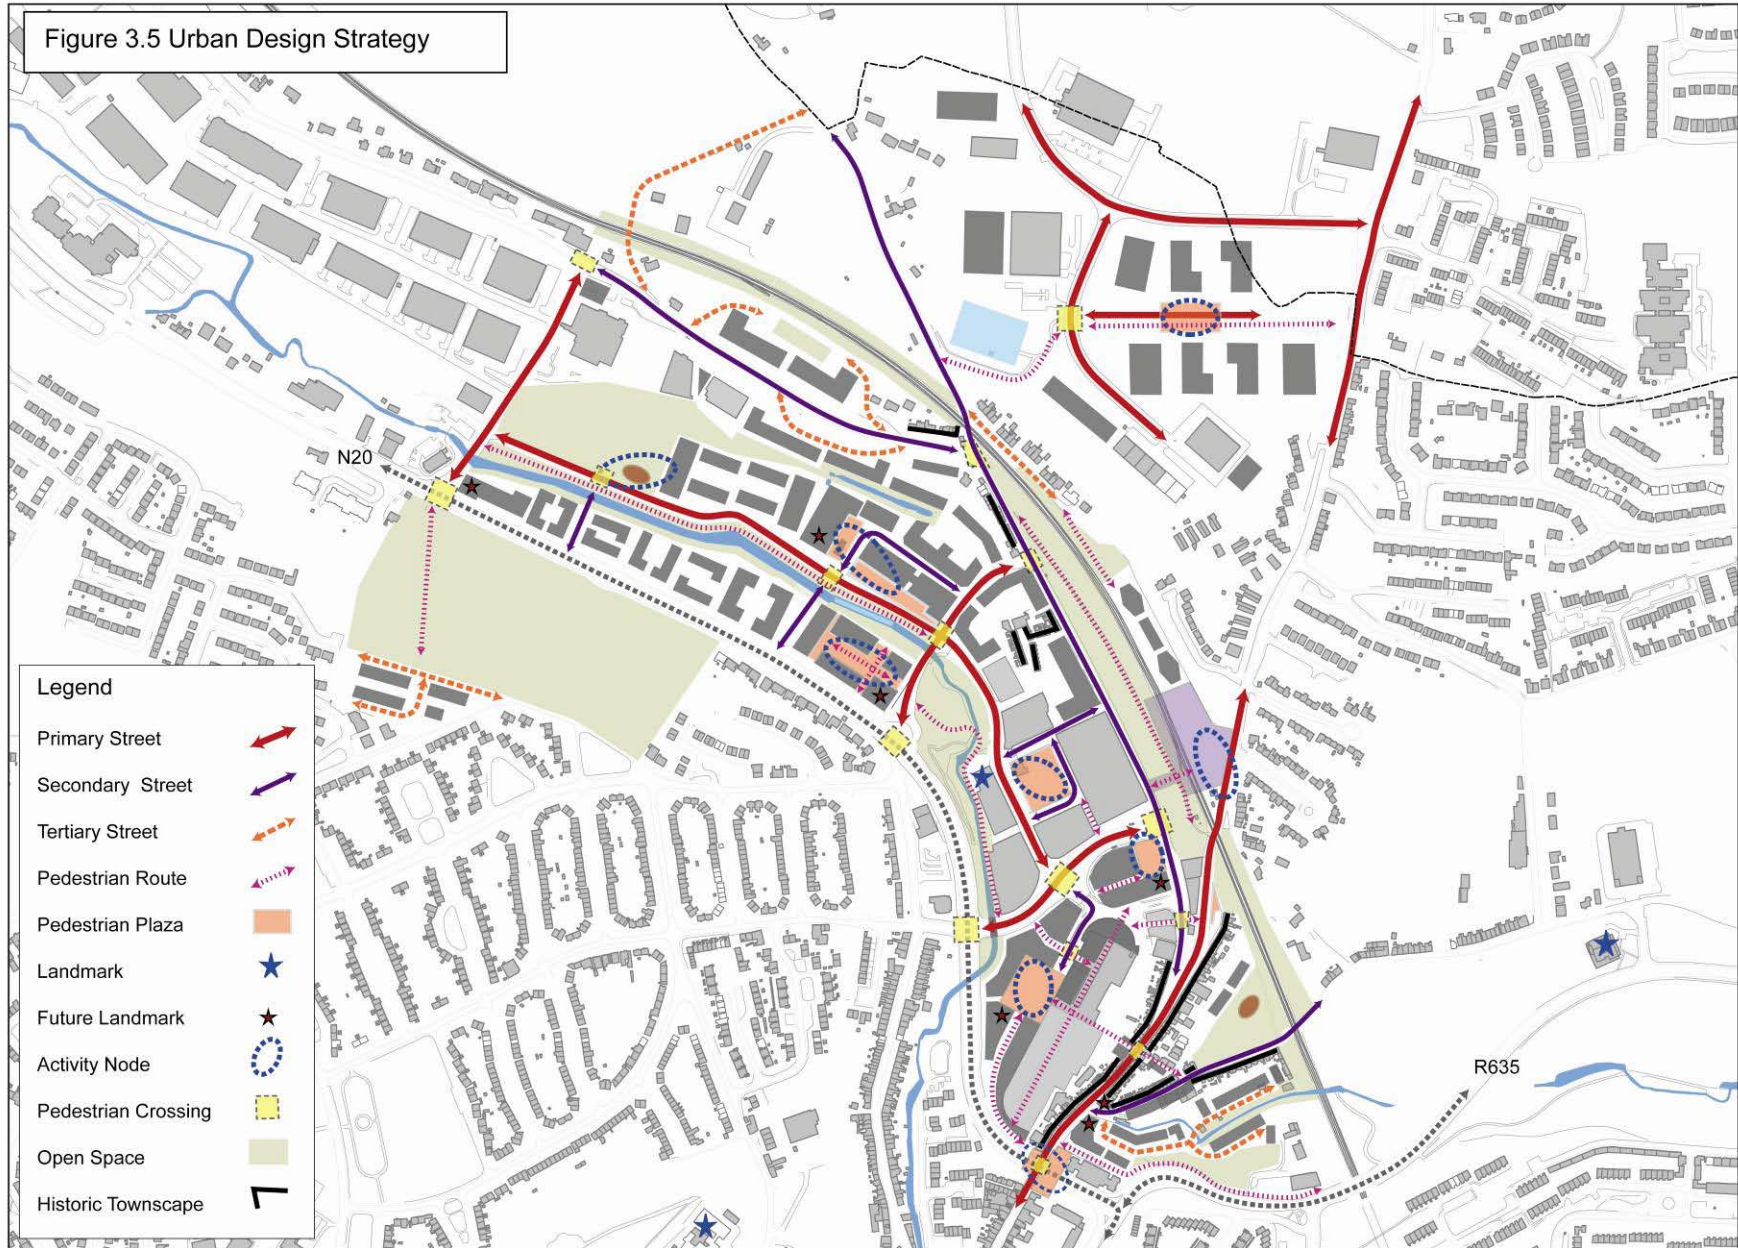 Figure 3.5 Urban Design Strategy
N20
Legend
Primary Street
Secondary Street
Tertiary Street
Pedestrian Route
Pedestrian Plaza
Landmark
Future Landmark
Activity Node
Pedestrian Crossing
Open Space
Historic Townscape
R635